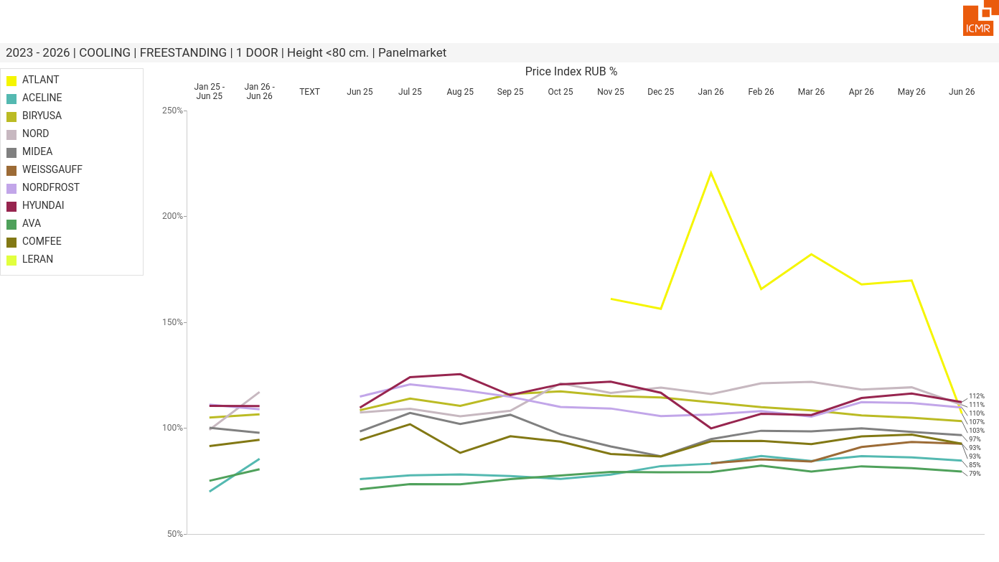 ICMR
2023 - 2026 | COOLING | FREESTANDING | 1 DOOR | Height <80 cm. | Panelmarket
ATLANT
ACELINE
BIRYUSA
NORD
MIDEA
WEISSGAUFF
NORDFROST
HYUNDAI
AVA
COMFEE
LERAN
Price Index RUB %
Jan 25 - Jun 25
Jan 26 - Jun 26
TEXT
Jun 25
Jul 25
Aug 25
Sep 25
Oct 25
Nov 25
Dec 25
Jan 26
Feb 26
Mar 26
Apr 26
May 26
Jun 26
250%
200%
150%
100%
50%
112%
111%
110%
107%
103%
97%
93%
93%
85%
79%